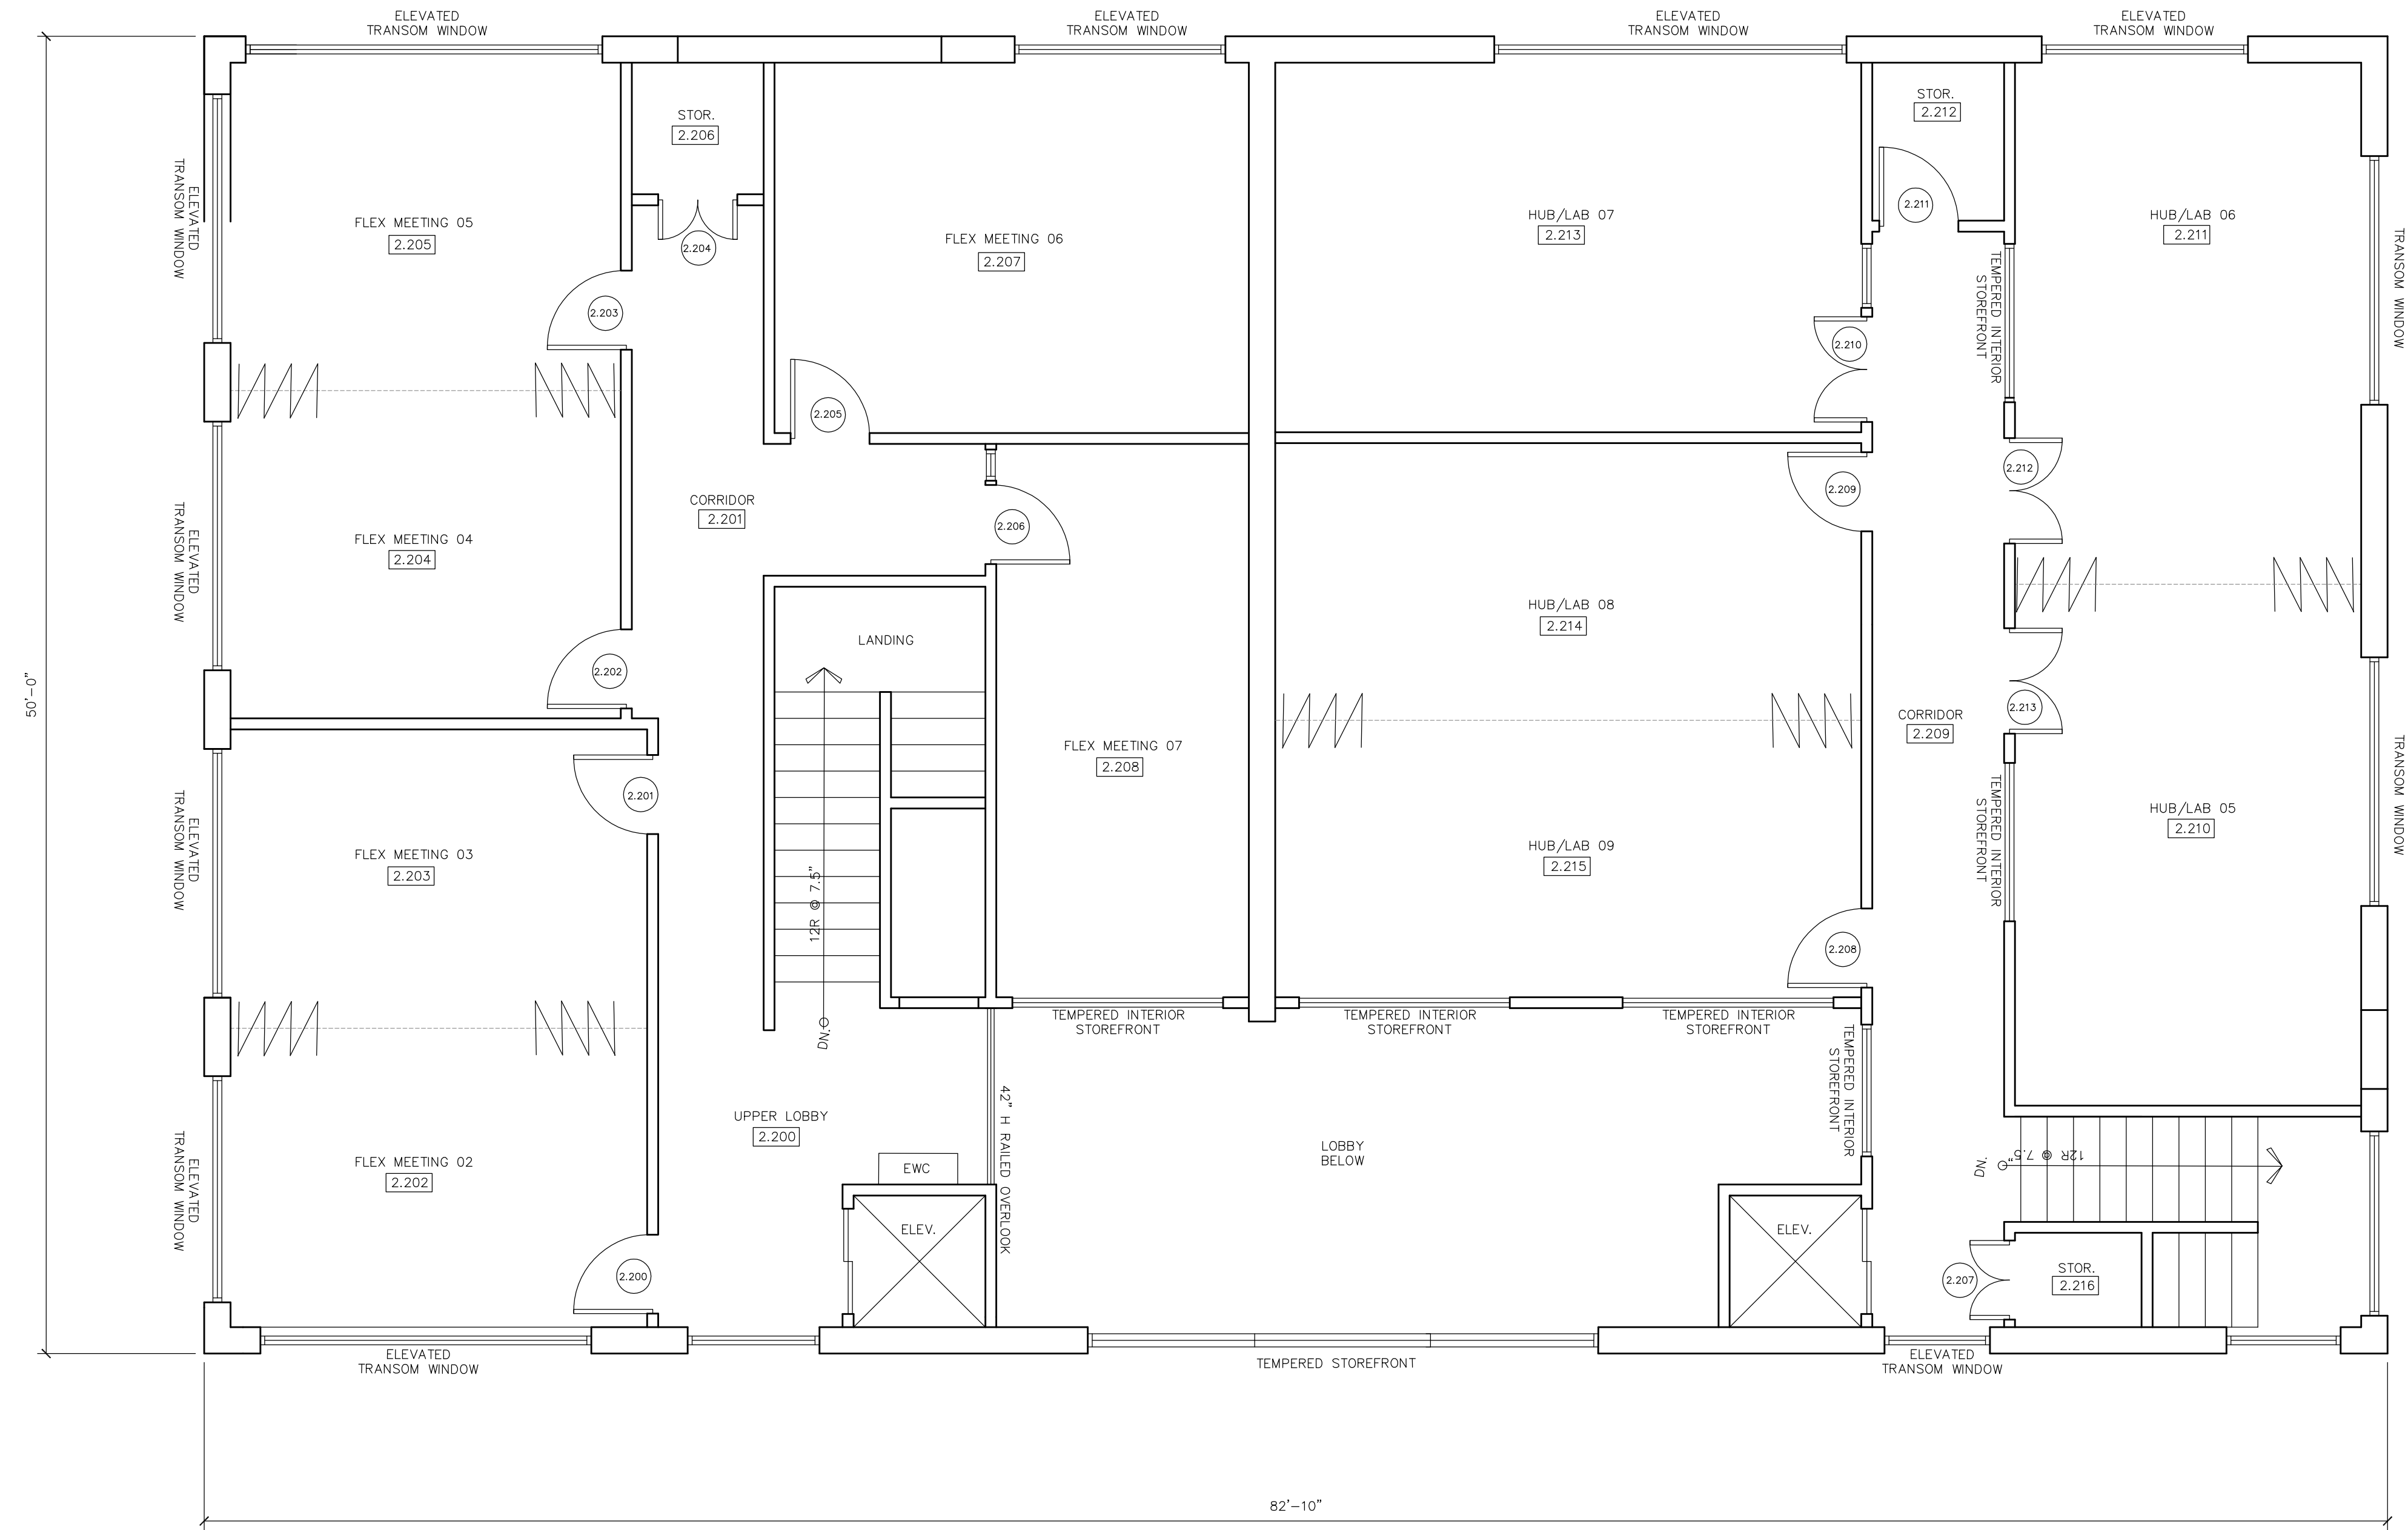 ELEVATED
TRANSOM WINDOW
ELEVATED
TRANSOM WINDOW
ELEVATED
TRANSOM WINDOW
ELEVATED
TRANSOM WINDOW
STOR.
2.206
STOR.
2.212
ELEVATED
TRANSOM WINDOW
FLEX MEETING 05
2.205
2.204
FLEX MEETING 06
2.207
HUB/LAB 07
2.213
2.211
HUB/LAB 06
2.211
TRANSOM WINDOW
2.203
TEMPERED INTERIOR
STOREFRONT
2.210
2.205
2.212
CORRIDOR
2.201
2.206
2.209
ELEVATED
TRANSOM WINDOW
FLEX MEETING 04
2.204
HUB/LAB 08
2.214
LANDING
2.202
50'-0"
2.213
CORRIDOR
2.209
FLEX MEETING 07
2.208
2.201
TRANSOM WINDOW
HUB/LAB 05
2.210
TEMPERED INTERIOR
STOREFRONT
ELEVATED
TRANSOM WINDOW
FLEX MEETING 03
2.203
HUB/LAB 09
2.215
12R @ 7.5"
2.208
DN.
TEMPERED INTERIOR
STOREFRONT
TEMPERED INTERIOR
STOREFRONT
TEMPERED INTERIOR
STOREFRONT
TEMPERED INTERIOR
STOREFRONT
UPPER LOBBY
2.200
42" H RAILED OVERLOOK
LOBBY
BELOW
EWC
DN.
12R @ 7.5"
ELEVATED
TRANSOM WINDOW
FLEX MEETING 02
2.202
ELEV.
ELEV.
2.200
2.207
STOR.
2.216
ELEVATED
TRANSOM WINDOW
TEMPERED STOREFRONT
ELEVATED
TRANSOM WINDOW
82'-10"